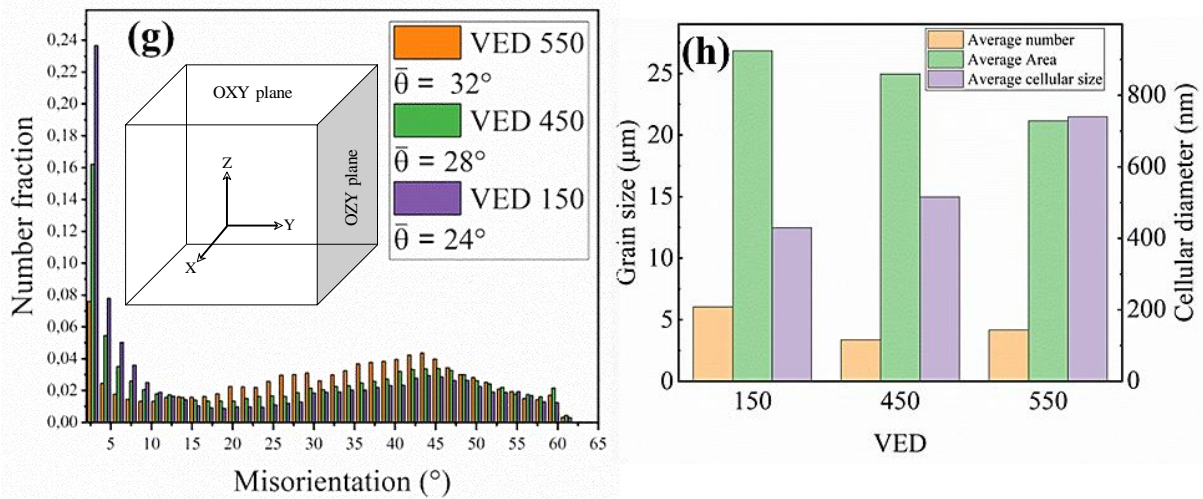 (g)
VED 550
θ̄ = 32°
VED 450
θ̄ = 28°
VED 150
θ̄ = 24°
OXY plane
OZY plane
Z
Y
X
Number fraction
0,24
0,22
0,20
0,18
0,16
0,14
0,12
0,10
0,08
0,06
0,04
0,02
0,00
5 10 15 20 25 30 35 40 45 50 55 60 65
Misorientation (°)
(h)
Average number
Average Area
Average cellular size
Grain size (μm)
25
20
15
10
5
0
Cellular diameter (nm)
800
600
400
200
0
150 450 550
VED